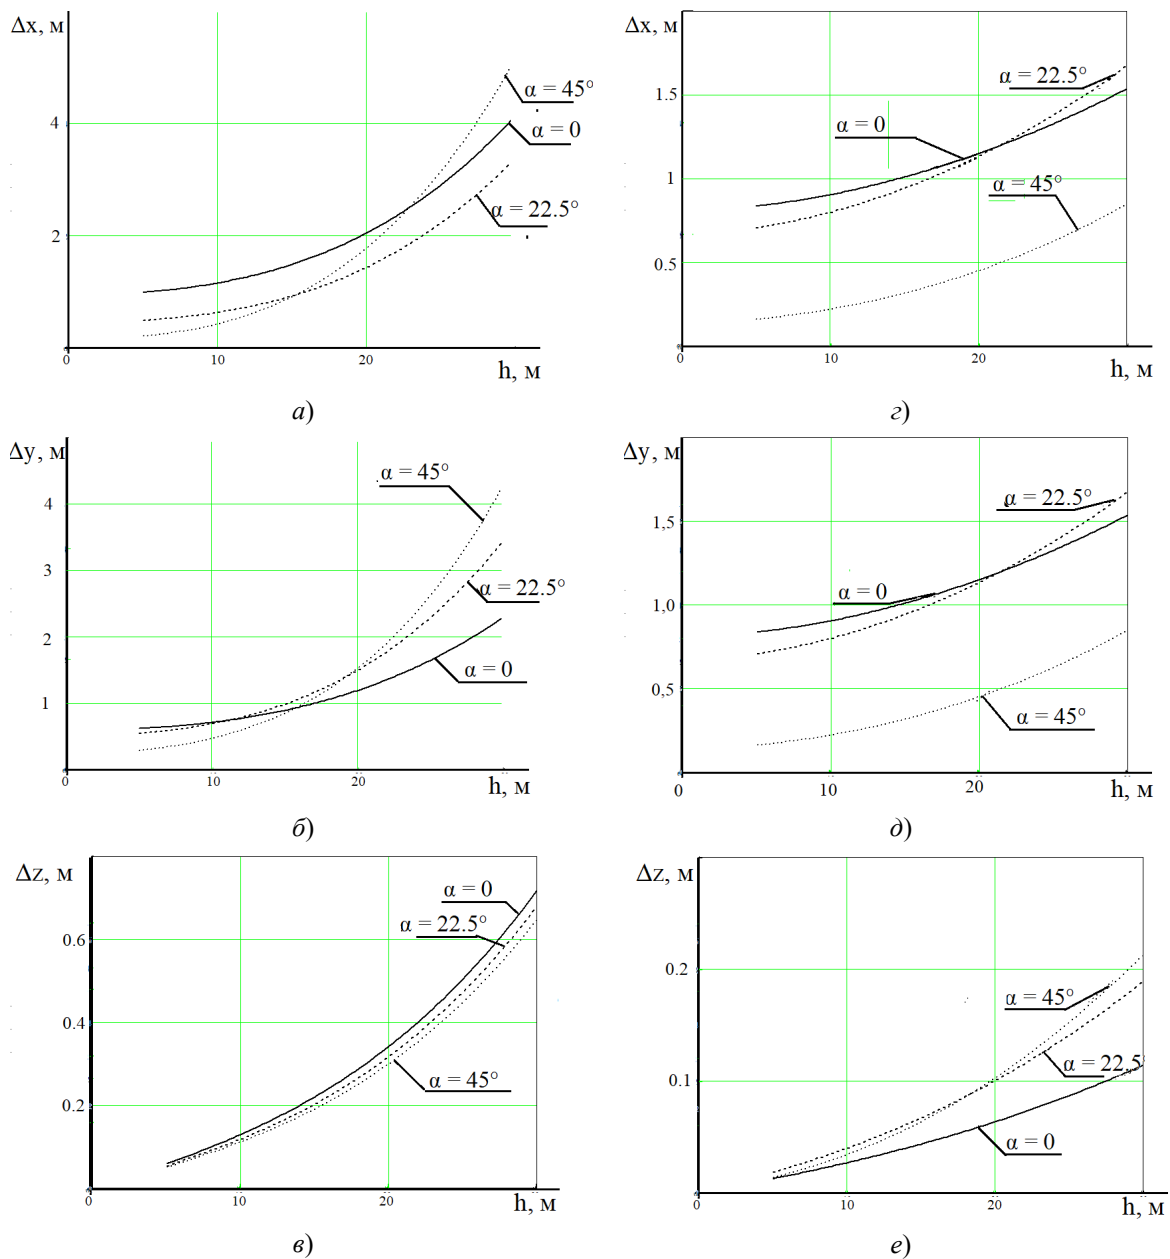 Δx, м
4
2
0
10
20
h, м
α = 45°
α = 0
α = 22.5°
а)
Δx, м
1.5
1
0.5
0
10
20
h, м
α = 22.5°
α = 0
α = 45°
г)
Δy, м
4
3
2
1
0
10
20
h, м
α = 45°
α = 22.5°
α = 0
б)
Δy, м
1,5
1,0
0,5
0
10
20
h, м
α = 22.5°
α = 0
α = 45°
д)
Δz, м
0.6
0.4
0.2
0
10
20
h, м
α = 0
α = 22.5°
α = 45°
в)
Δz, м
0.2
0.1
0
10
20
h, м
α = 45°
α = 22.5
α = 0
е)